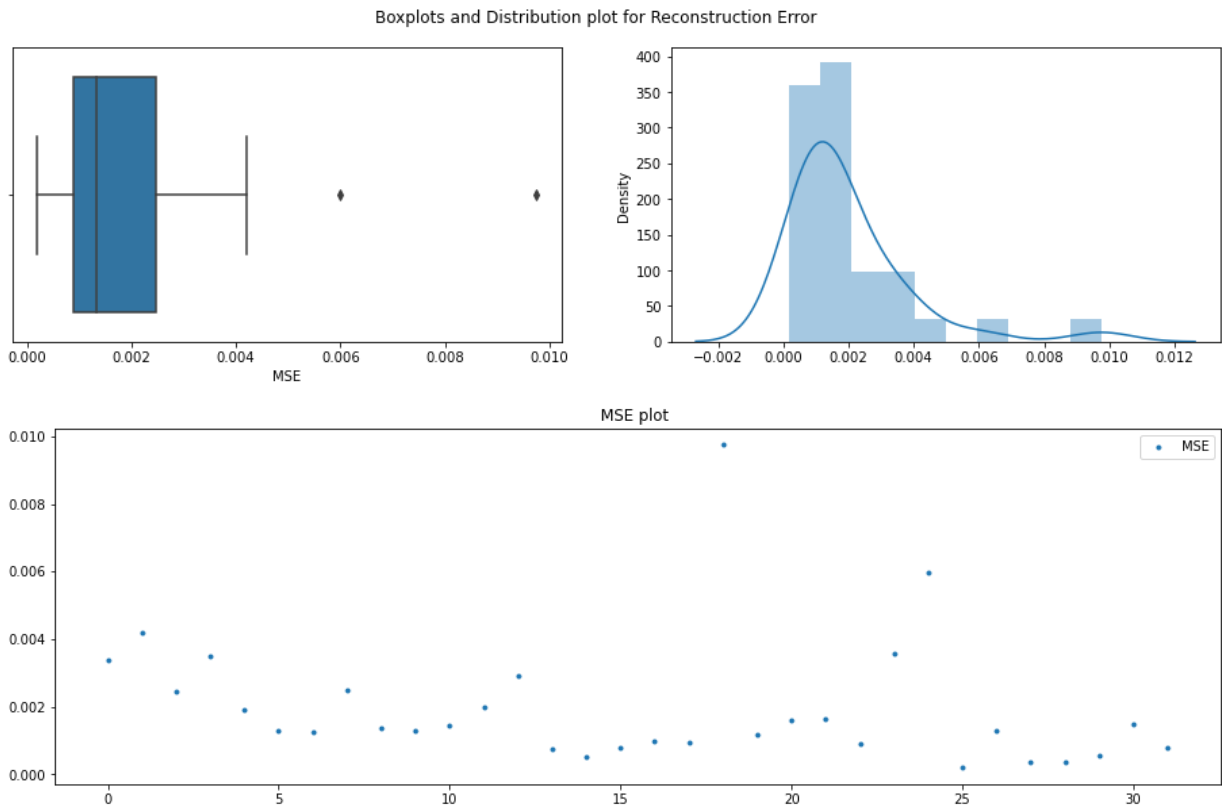 Boxplots and Distribution plot for Reconstruction Error
0.000 0.002 0.004 0.006 0.008 0.010
MSE
400
350
300
250
200
150
100
50
0
Density
−0.002 0.000 0.002 0.004 0.006 0.008 0.010 0.012
MSE plot
MSE
0.010
0.008
0.006
0.004
0.002
0.000
0 5 10 15 20 25 30